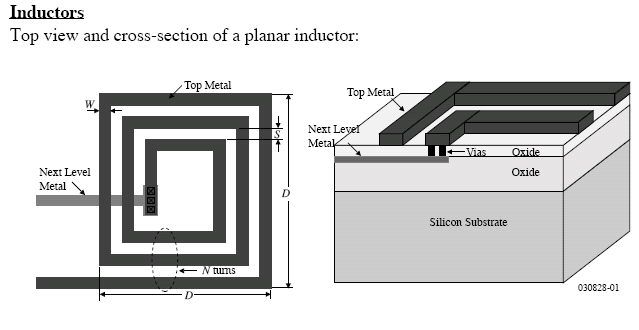 Inductors
Top view and cross-section of a planar inductor:
Top Metal
W
S
Next Level
Metal
D
N turns
D
Top Metal
Next Level
Metal
Vias
Oxide
Oxide
Silicon Substrate
030828-01